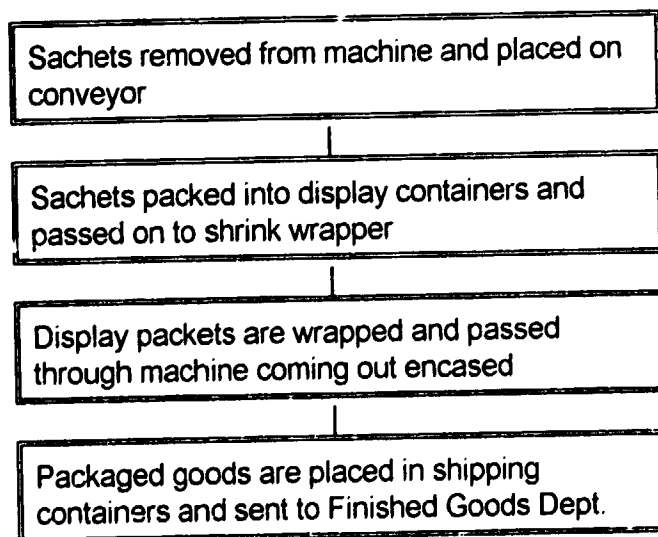 Sachets removed from machine and placed on
conveyor
Sachets packed into display containers and
passed on to shrink wrapper
Display packets are wrapped and passed
through machine coming out encased
Packaged goods are placed in shipping
containers and sent to Finished Goods Dept.